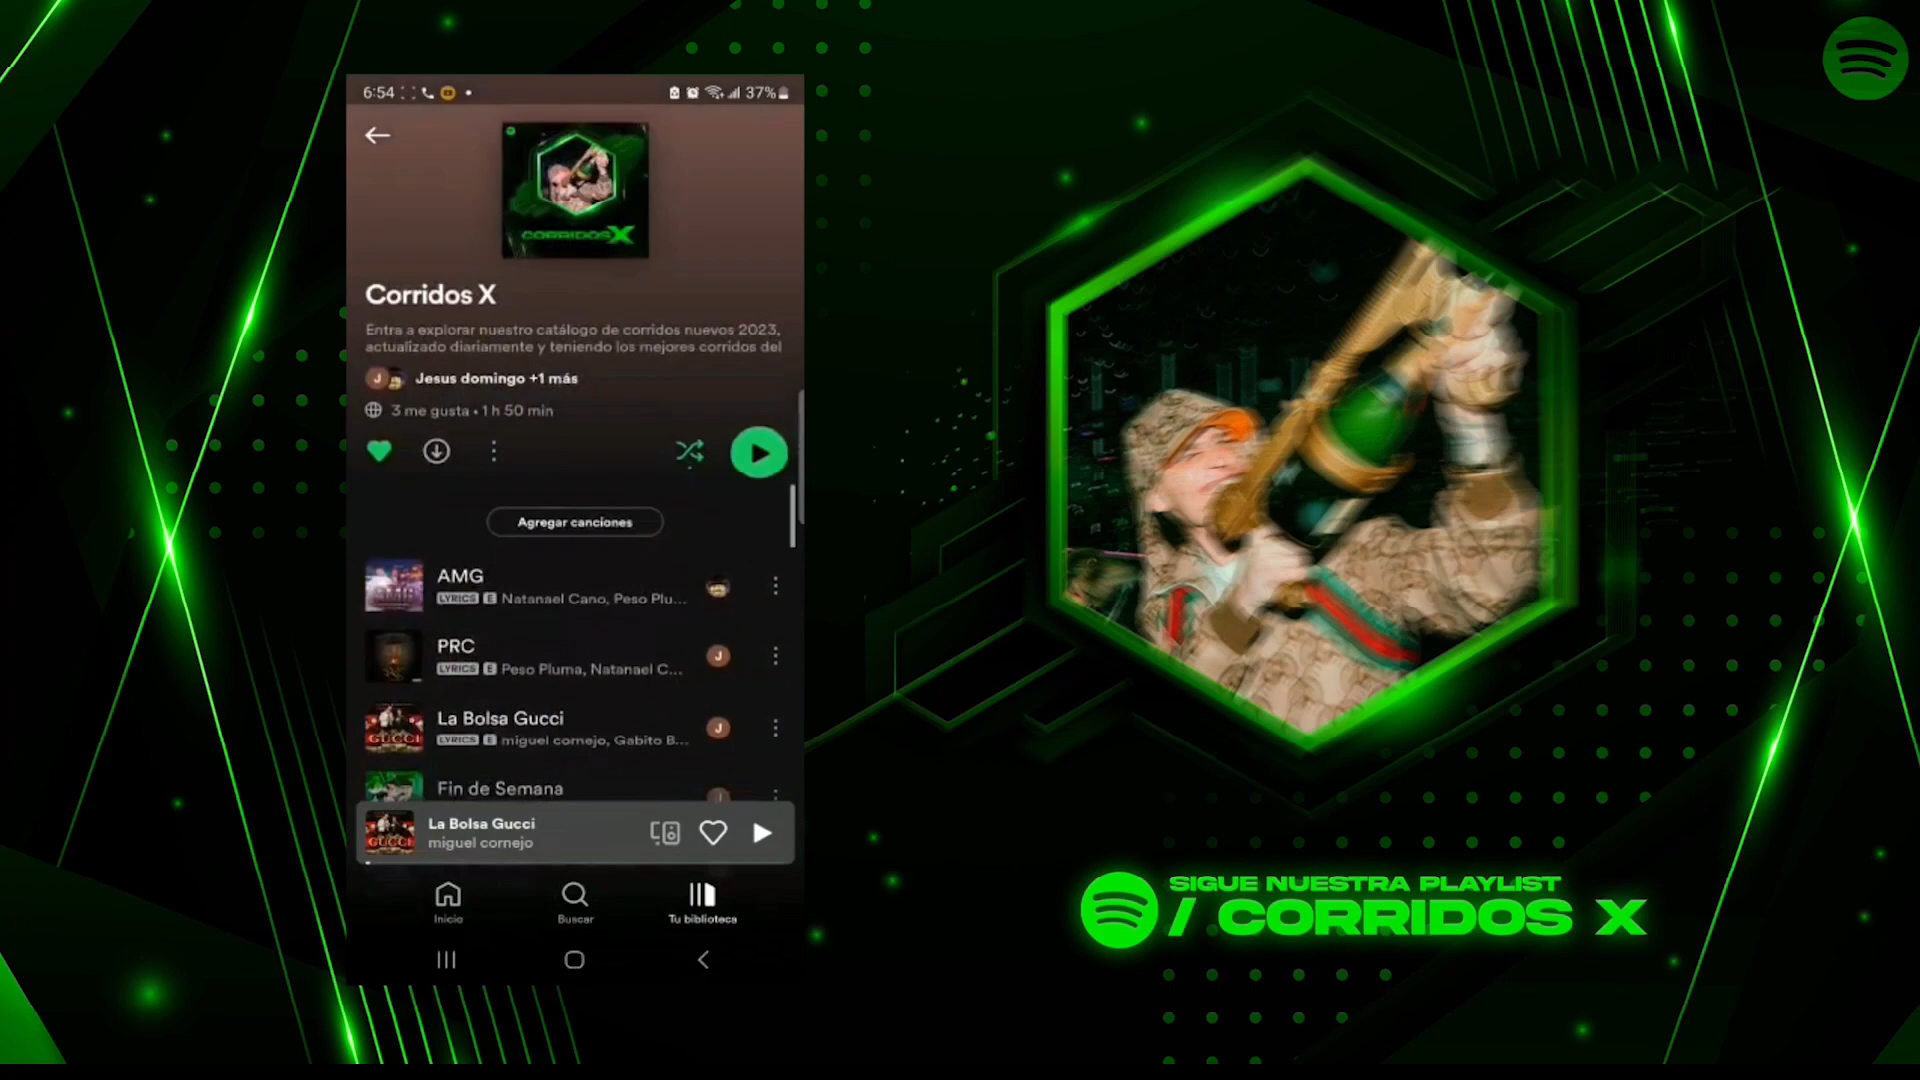 6:54
37%
CORRIDOSX
Corridos X
Entra a explorar nuestro catálogo de corridos nuevos 2023,
actualizado diariamente y teniendo los mejores corridos del
J
Jesus domingo +1 más
3 me gusta • 1 h 50 min
Agregar canciones
AMG
LYRICS E Natanael Cano, Peso Plu...
PRC
LYRICS E Peso Pluma, Natanael C...
J
La Bolsa Gucci
GUCCI
LYRICS E miguel cornejo, Gabito B...
J
Fin de Semana
La Bolsa Gucci
GUCCI
miguel cornejo
Inicio
Buscar
Tu biblioteca
SIGUE NUESTRA PLAYLIST
/ CORRIDOS X